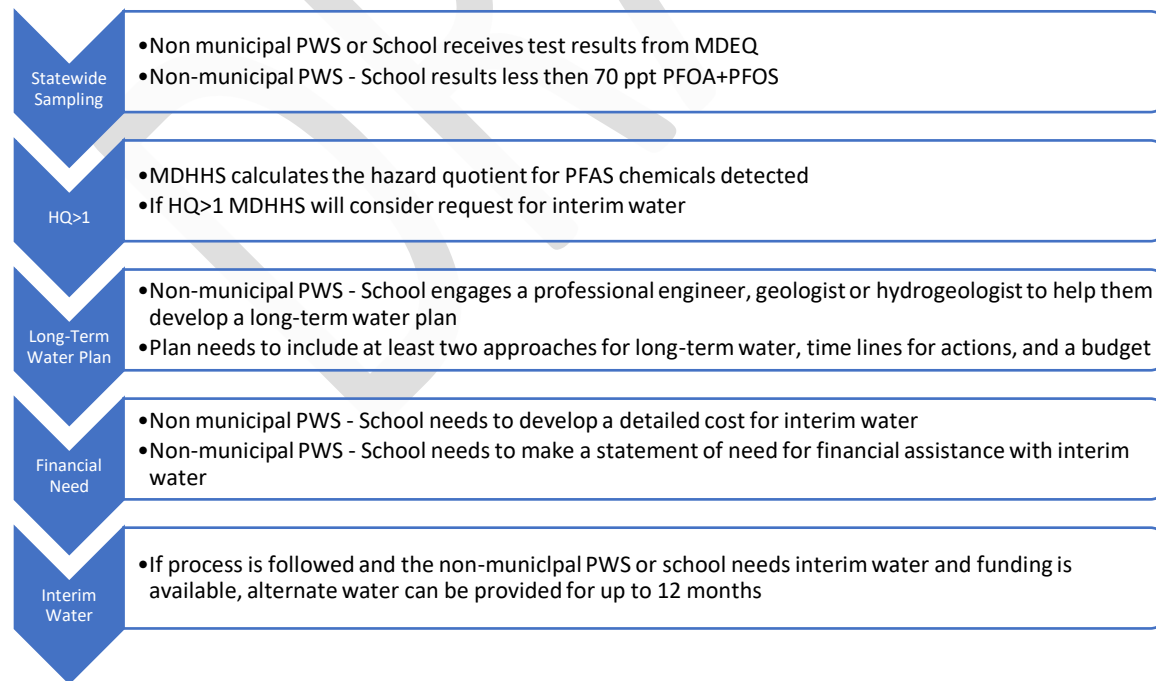 Statewide
Sampling
•Non municipal PWS or School receives test results from MDEQ
•Non-municipal PWS - School results less then 70 ppt PFOA+PFOS
HQ>1
•MDHHS calculates the hazard quotient for PFAS chemicals detected
•If HQ>1 MDHHS will consider request for interim water
Long-Term
Water Plan
•Non-municipal PWS - School engages a professional engineer, geologist or hydrogeologist to help them
develop a long-term water plan
•Plan needs to include at least two approaches for long-term water, time lines for actions, and a budget
Financial
Need
•Non municipal PWS - School needs to develop a detailed cost for interim water
•Non-municipal PWS - School needs to make a statement of need for financial assistance with interim
water
Interim
Water
•If process is followed and the non-municlpal PWS or school needs interim water and funding is
available, alternate water can be provided for up to 12 months